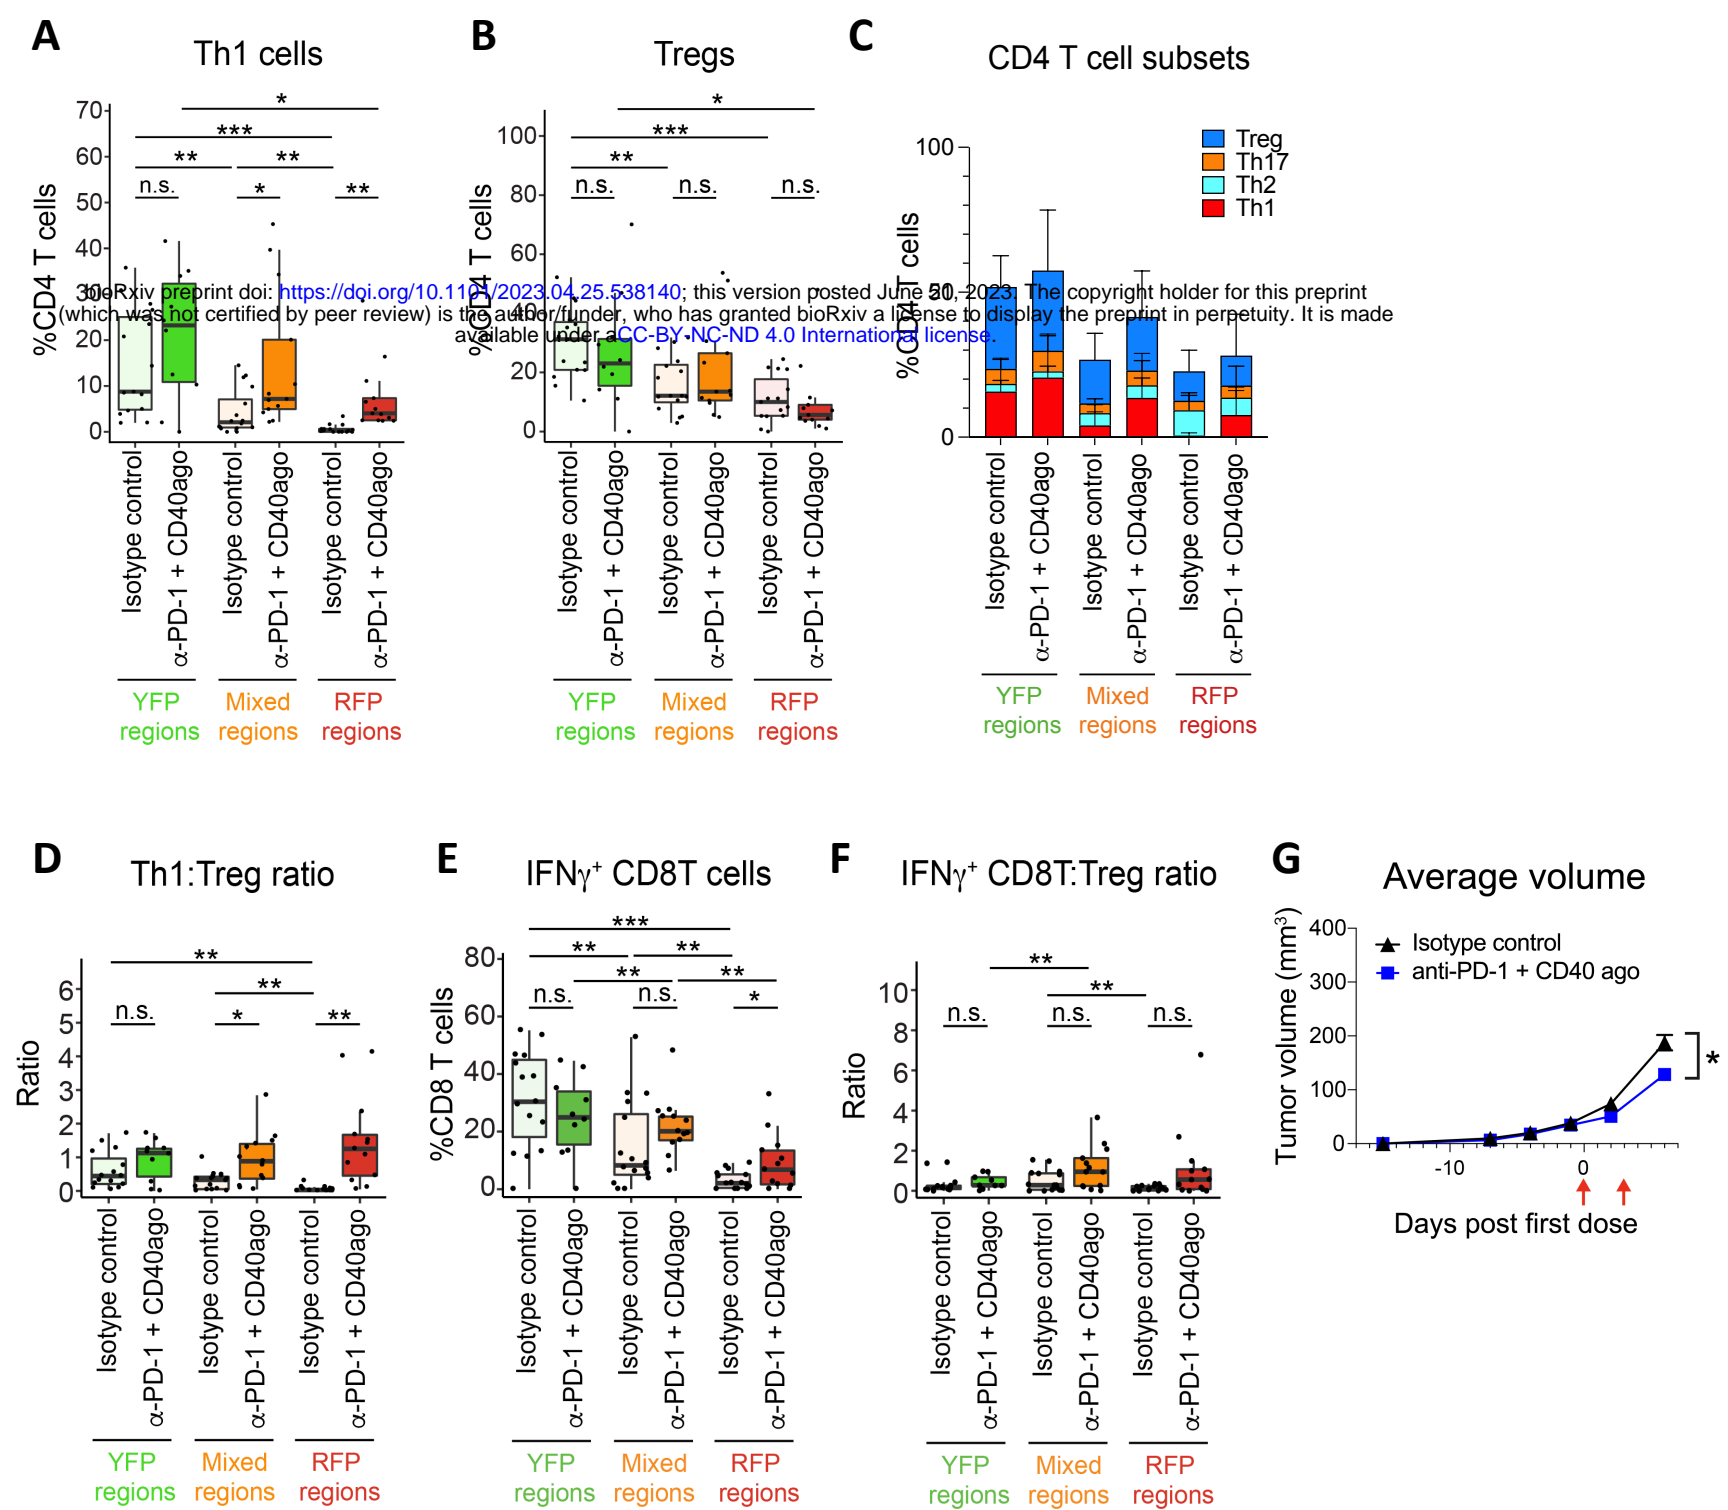 A
Th1 cells
%CD4 T cells
70
60
50
40
30
20
10
0
*
***
**
**
n.s.
*
**
Isotype control
α-PD-1 + CD40ago
Isotype control
α-PD-1 + CD40ago
Isotype control
α-PD-1 + CD40ago
YFP
regions
Mixed
regions
RFP
regions
B
Tregs
%CD4 T cells
100
80
60
40
20
0
*
***
**
n.s.
n.s.
n.s.
Isotype control
α-PD-1 + CD40ago
Isotype control
α-PD-1 + CD40ago
Isotype control
α-PD-1 + CD40ago
YFP
regions
Mixed
regions
RFP
regions
C
CD4 T cell subsets
%CD4 T cells
100
50
0
Treg
Th17
Th2
Th1
Isotype control
α-PD-1 + CD40ago
Isotype control
α-PD-1 + CD40ago
Isotype control
α-PD-1 + CD40ago
YFP
regions
Mixed
regions
RFP
regions
bioRxiv preprint doi: https://doi.org/10.1101/2023.04.25.538140; this version posted June 30, 2023. The copyright holder for this preprint
(which was not certified by peer review) is the author/funder, who has granted bioRxiv a license to display the preprint in perpetuity. It is made
available under aCC-BY-NC-ND 4.0 International license.
D
Th1:Treg ratio
Ratio
6
5
4
3
2
1
0
**
**
n.s.
*
**
Isotype control
α-PD-1 + CD40ago
Isotype control
α-PD-1 + CD40ago
Isotype control
α-PD-1 + CD40ago
YFP
regions
Mixed
regions
RFP
regions
E
IFNγ+ CD8T cells
%CD8 T cells
80
60
40
20
0
***
**
**
**
**
n.s.
n.s.
*
Isotype control
α-PD-1 + CD40ago
Isotype control
α-PD-1 + CD40ago
Isotype control
α-PD-1 + CD40ago
YFP
regions
Mixed
regions
RFP
regions
F
IFNγ+ CD8T:Treg ratio
Ratio
10
8
6
4
2
0
**
**
n.s.
n.s.
n.s.
Isotype control
α-PD-1 + CD40ago
Isotype control
α-PD-1 + CD40ago
Isotype control
α-PD-1 + CD40ago
YFP
regions
Mixed
regions
RFP
regions
G
Average volume
Tumor volume (mm3)
400
300
200
100
0
Isotype control
anti-PD-1 + CD40 ago
*
-10
0
Days post first dose